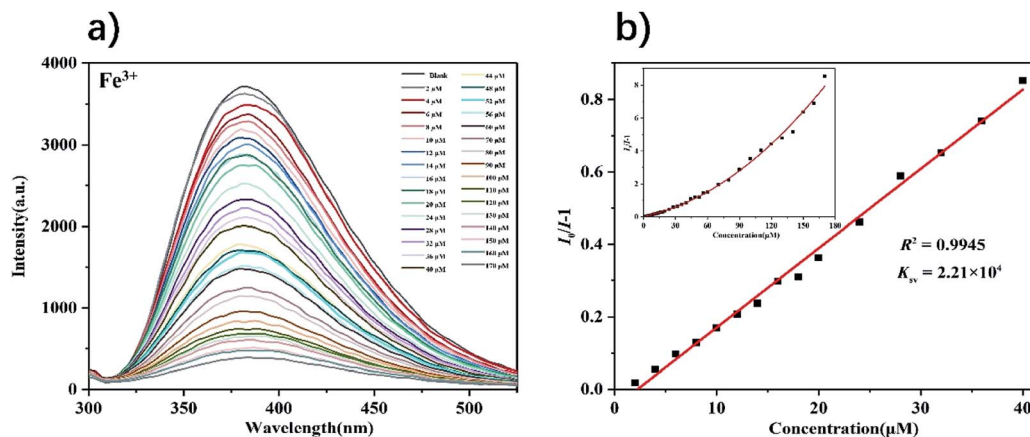 a)
Fe³⁺
Intensity(a.u.)
4000
3000
2000
1000
0
300
350
400
450
500
Wavelength(nm)
Blank
2 μM
4 μM
6 μM
8 μM
10 μM
12 μM
14 μM
16 μM
18 μM
20 μM
24 μM
28 μM
32 μM
36 μM
40 μM
44 μM
48 μM
52 μM
56 μM
60 μM
70 μM
80 μM
90 μM
100 μM
110 μM
120 μM
130 μM
140 μM
150 μM
160 μM
170 μM
b)
I₀/I-1
0.8
0.6
0.4
0.2
0.0
0
10
20
30
40
Concentration(μM)
I₀/I-1
8
6
4
2
0
0
30
60
90
120
150
180
Concentration(μM)
R² = 0.9945
Kₛᵥ = 2.21×10⁴